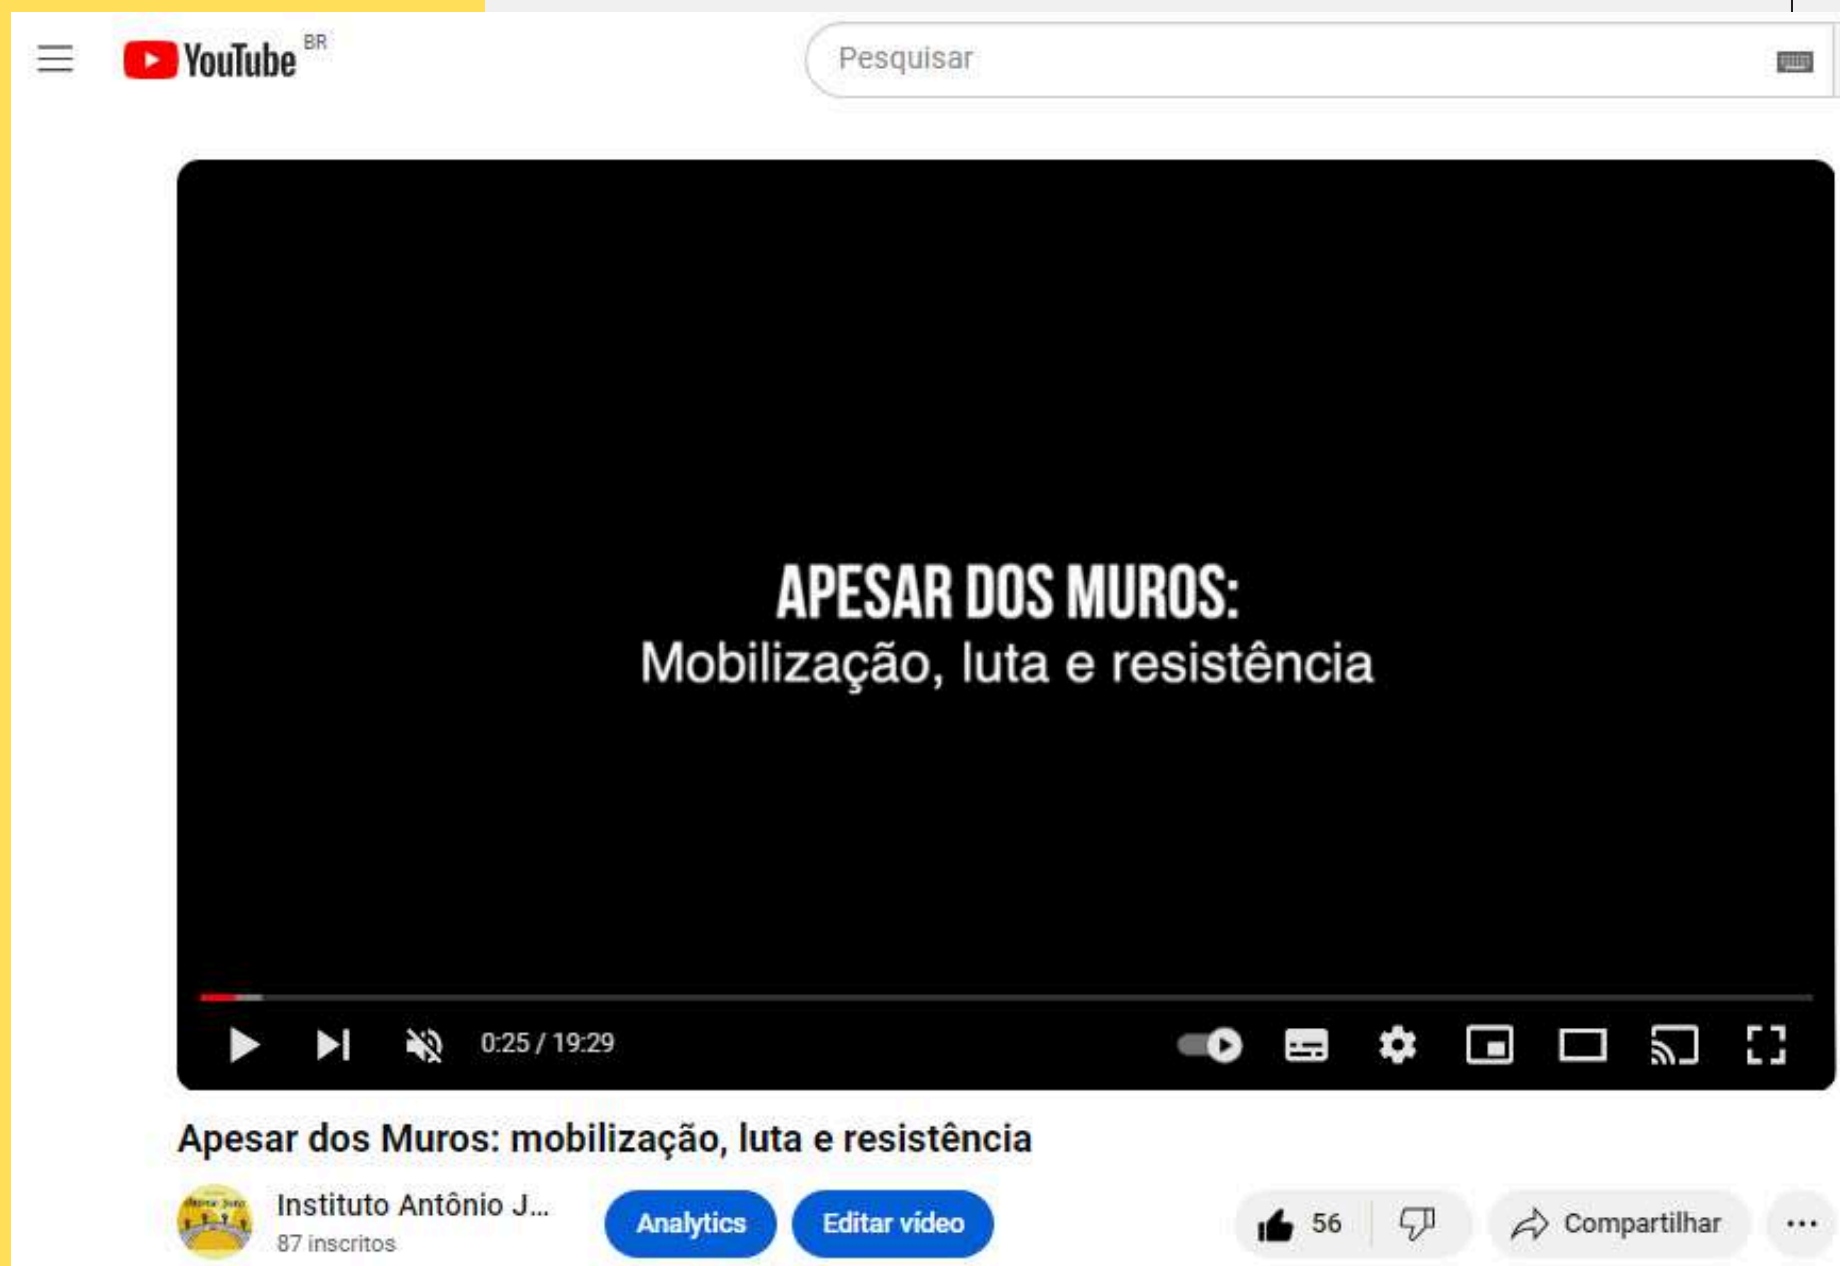 YouTube BR
Pesquisar
APESAR DOS MUROS:
Mobilização, luta e resistência
0:25 / 19:29
Apesar dos Muros: mobilização, luta e resistência
Instituto Antônio J...
87 inscritos
Analytics
Editar vídeo
56
Compartilhar